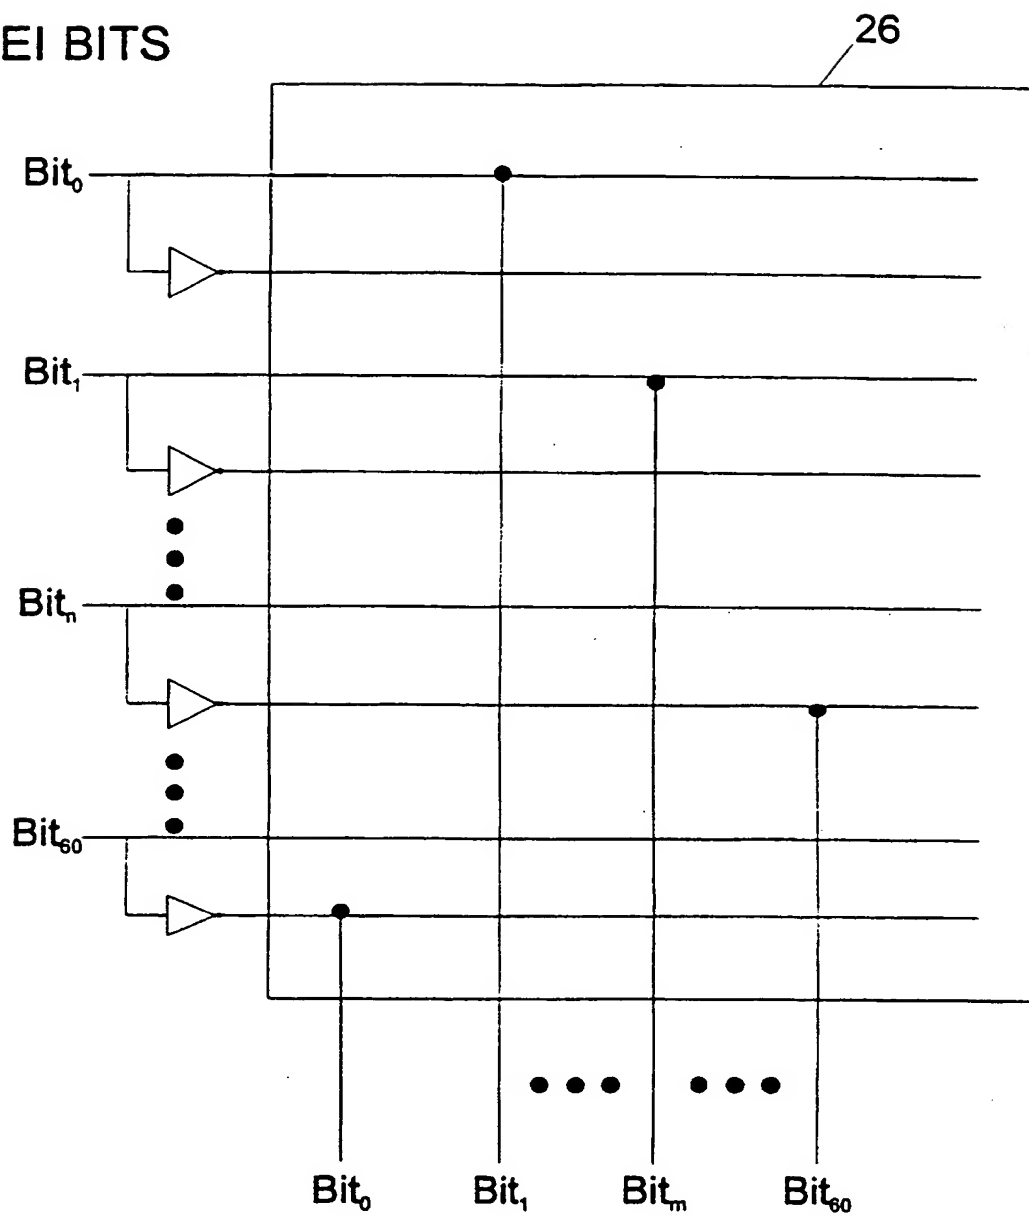 EI BITS
26
Bit₀
Bit₁
Bitₙ
Bit₆₀
Bit₀ Bit₁ Bitₘ Bit₆₀